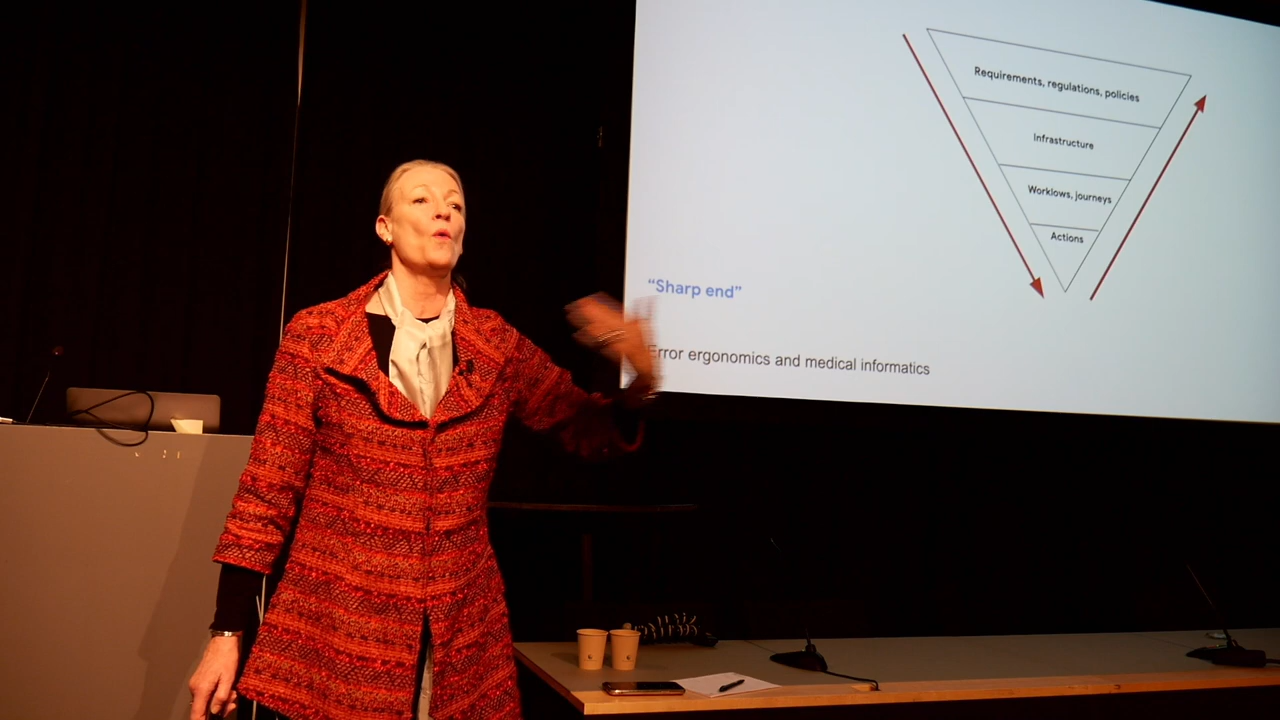 Requirements, regulations, policies
Infrastructure
Worklows, journeys
Actions
“Sharp end”
Error ergonomics and medical informatics